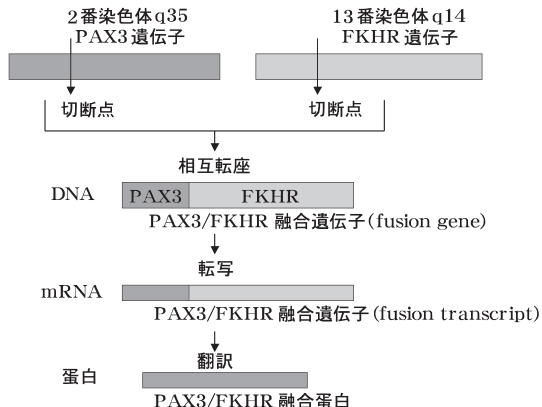 2番染色体q35
PAX3遺伝子
13番染色体q14
FKHR遺伝子
切断点
切断点
相互転座
DNA
PAX3
FKHR
PAX3/FKHR 融合遺伝子(fusion gene)
転写
mRNA
PAX3/FKHR 融合遺伝子(fusion transcript)
翻訳
蛋白
PAX3/FKHR 融合蛋白